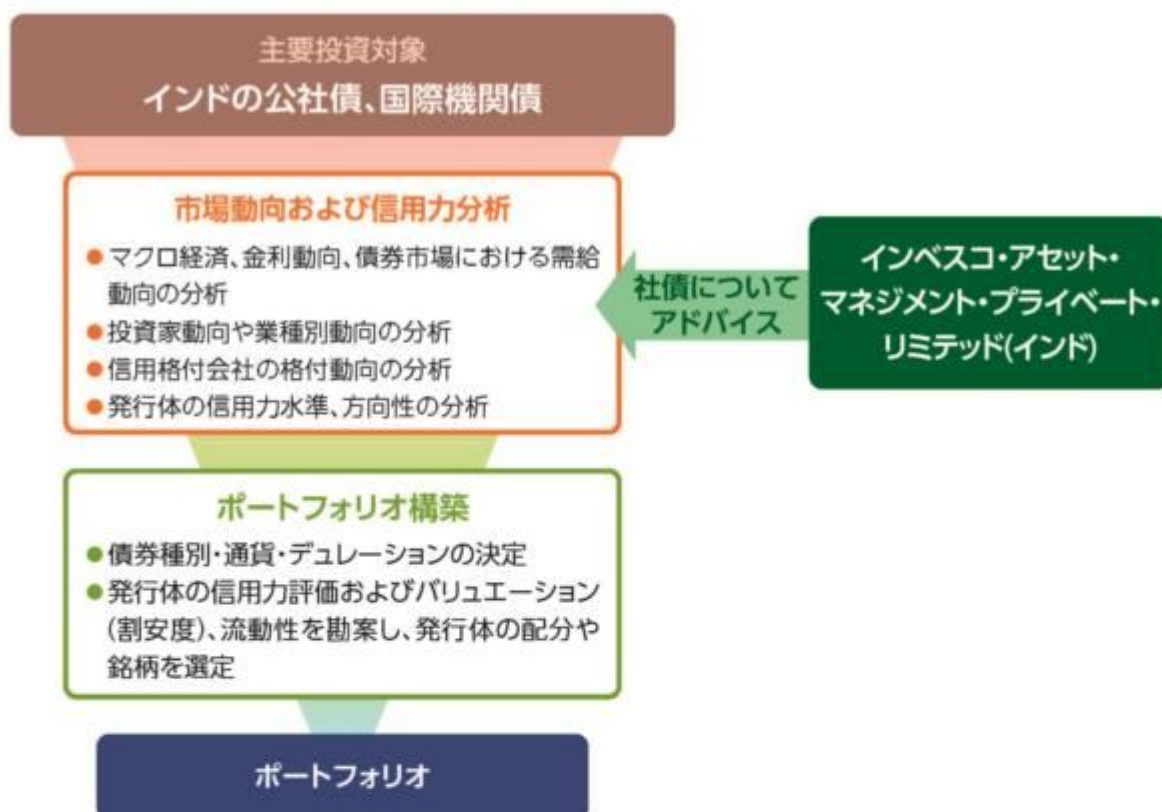 主要投資対象
インドの公社債、国際機関債
市場動向および信用力分析
●マクロ経済、金利動向、債券市場における需給
動向の分析
●投資家動向や業種別動向の分析
●信用格付会社の格付動向の分析
●発行体の信用力水準、方向性の分析
社債について
アドバイス
インベスコ・アセット・
マネジメント・プライベート・
リミテッド(インド)
ポートフォリオ構築
●債券種別・通貨・デュレーションの決定
●発行体の信用力評価およびバリュエーション
(割安度)、流動性を勘案し、発行体の配分や
銘柄を選定
ポートフォリオ